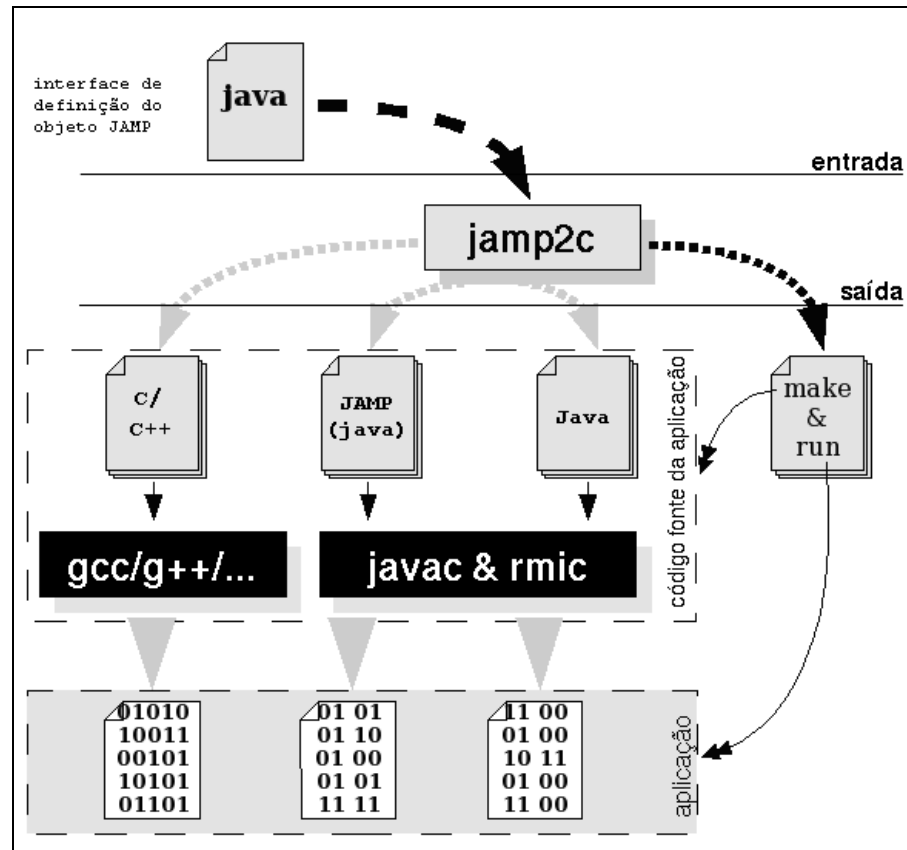 interface de
definição do
objeto JAMP
java
entrada
jamp2c
saída
C/
C++
JAMP
(java)
Java
make
&
run
código fonte da aplicação
gcc/g++/...
javac & rmic
01010
10011
00101
10101
01101
01 01
01 10
01 00
01 01
11 11
11 00
01 00
10 11
01 00
11 00
aplicação